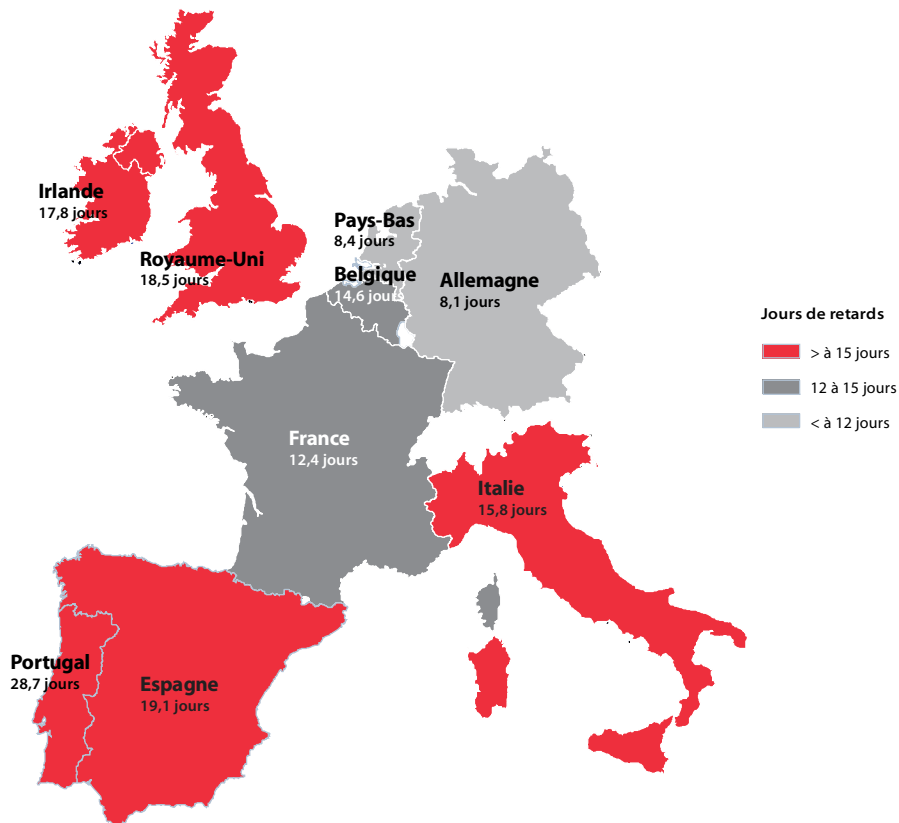 Irlande
17,8 jours
Royaume-Uni
18,5 jours
Pays-Bas
8,4 jours
Belgique
14,6 jours
Allemagne
8,1 jours
Jours de retards
> à 15 jours
12 à 15 jours
< à 12 jours
France
12,4 jours
Italie
15,8 jours
Portugal
28,7 jours
Espagne
19,1 jours